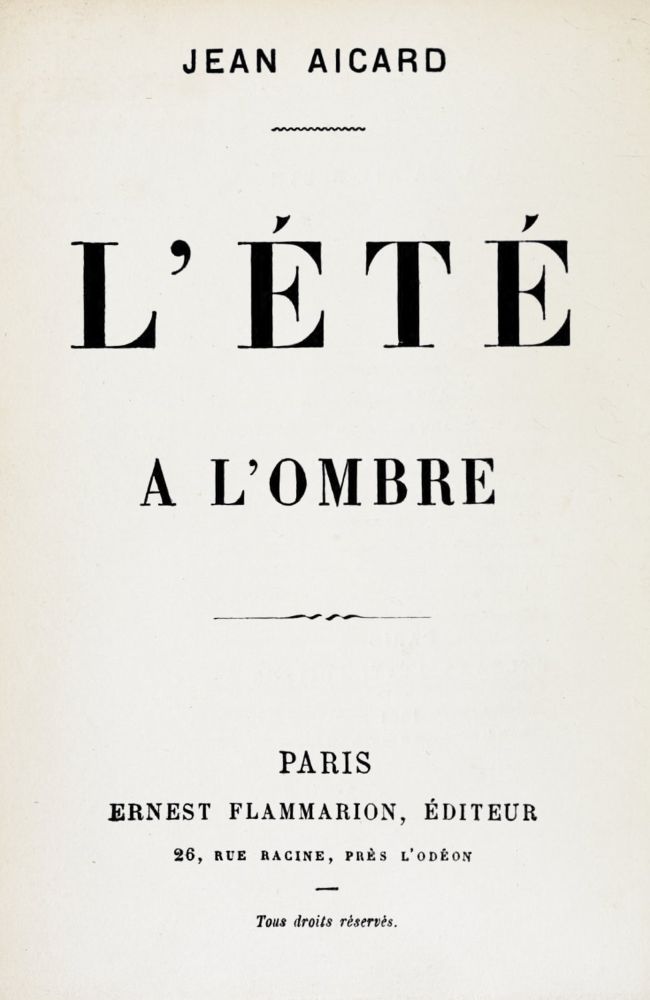 JEAN AICARD
L'ÉTÉ
A L'OMBRE
PARIS
ERNEST FLAMMARION, ÉDITEUR
26, RUE RACINE, PRÈS L'ODÉON
Tous droits réservés.